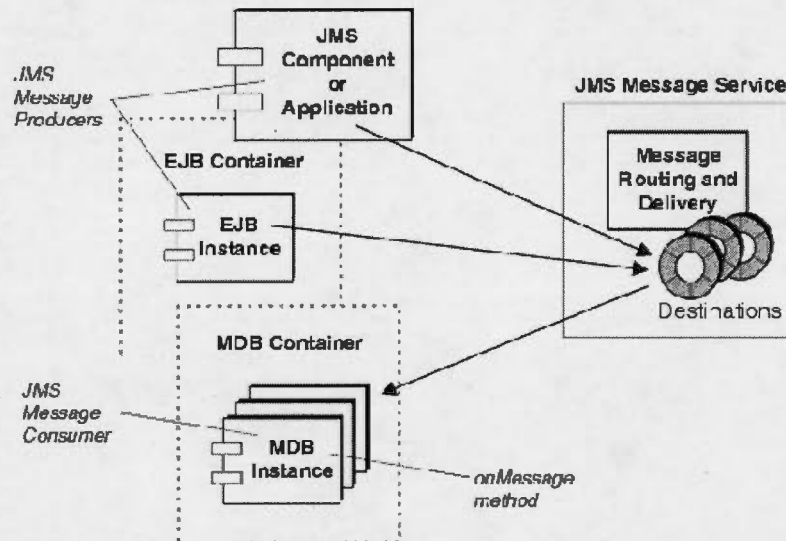 JMS
Component
or
Application
JMS
Message
Producers
JMS Message Service
EJB Container
Message
Routing and
Delivery
EJB
Instance
Destinations
MDB Container
JMS
Message
Consumer
MDB
Instance
onMessage
method